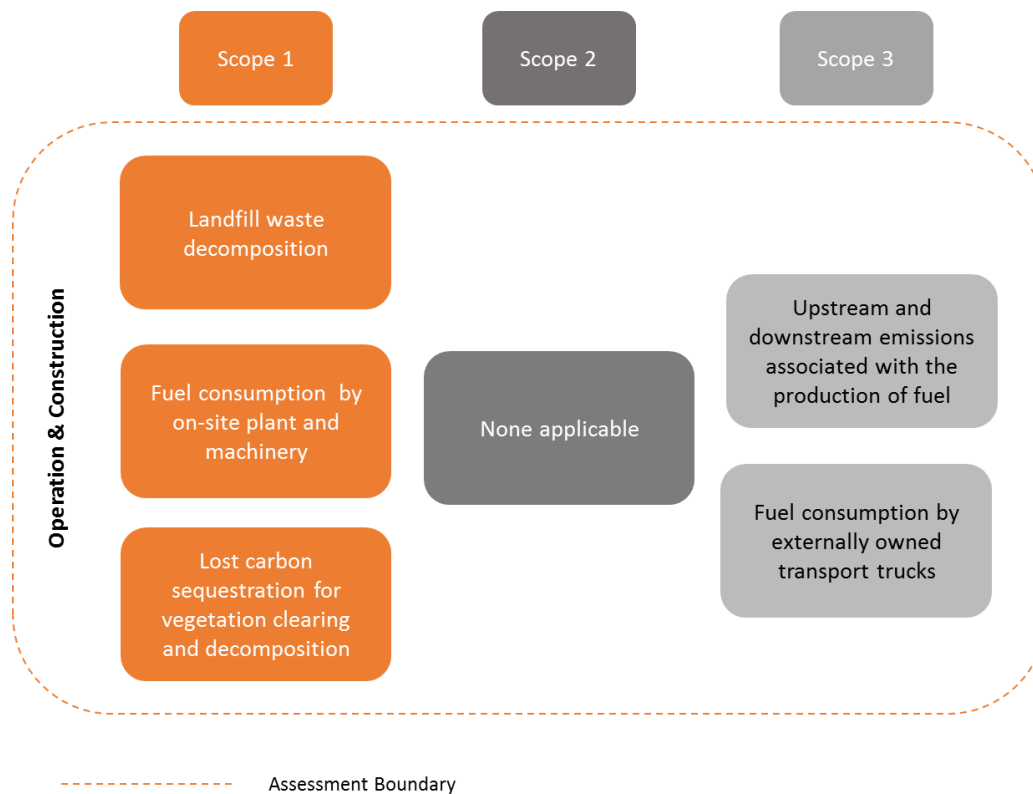 Scope 1
Scope 2
Scope 3
Operation & Construction
Landfill waste
decomposition
Fuel consumption by
on-site plant and
machinery
Lost carbon
sequestration for
vegetation clearing
and decomposition
None applicable
Upstream and
downstream emissions
associated with the
production of fuel
Fuel consumption by
externally owned
transport trucks
Assessment Boundary